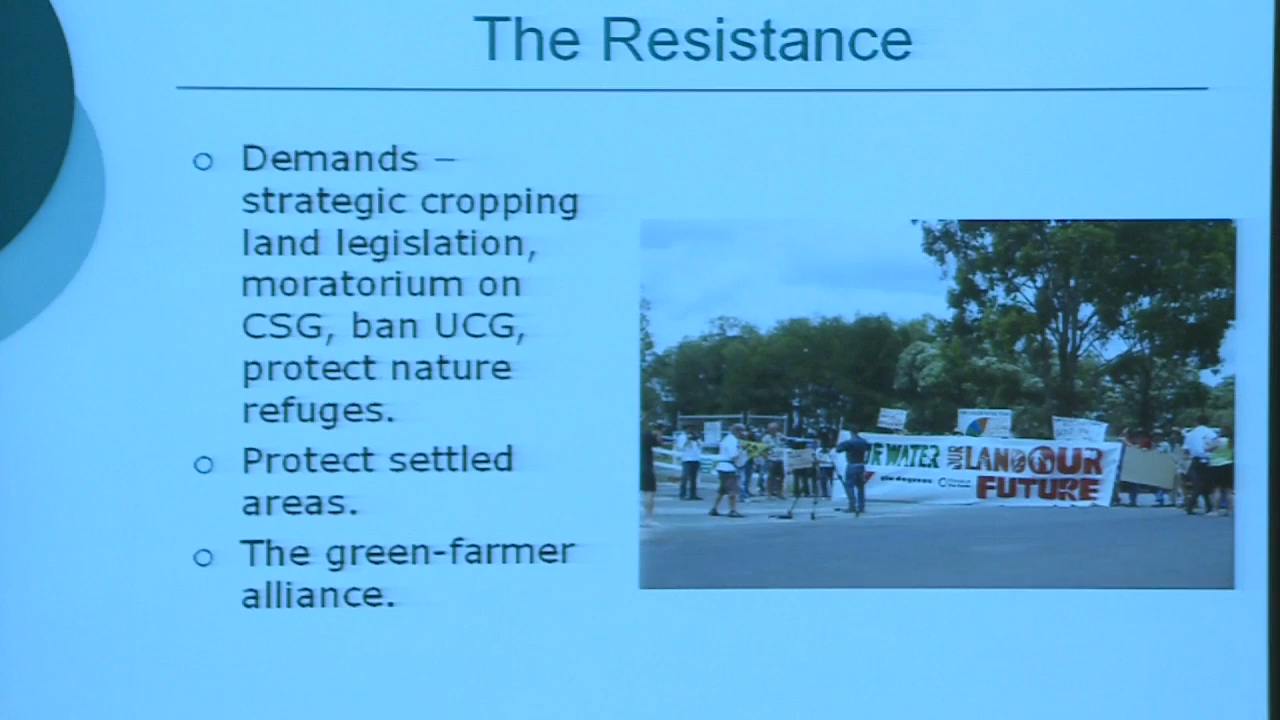 The Resistance
Demands –
strategic cropping
land legislation,
moratorium on
CSG, ban UCG,
protect nature
refuges.
Protect settled
areas.
The green-farmer
alliance.
R WATER OUR LAND OUR
FUTURE